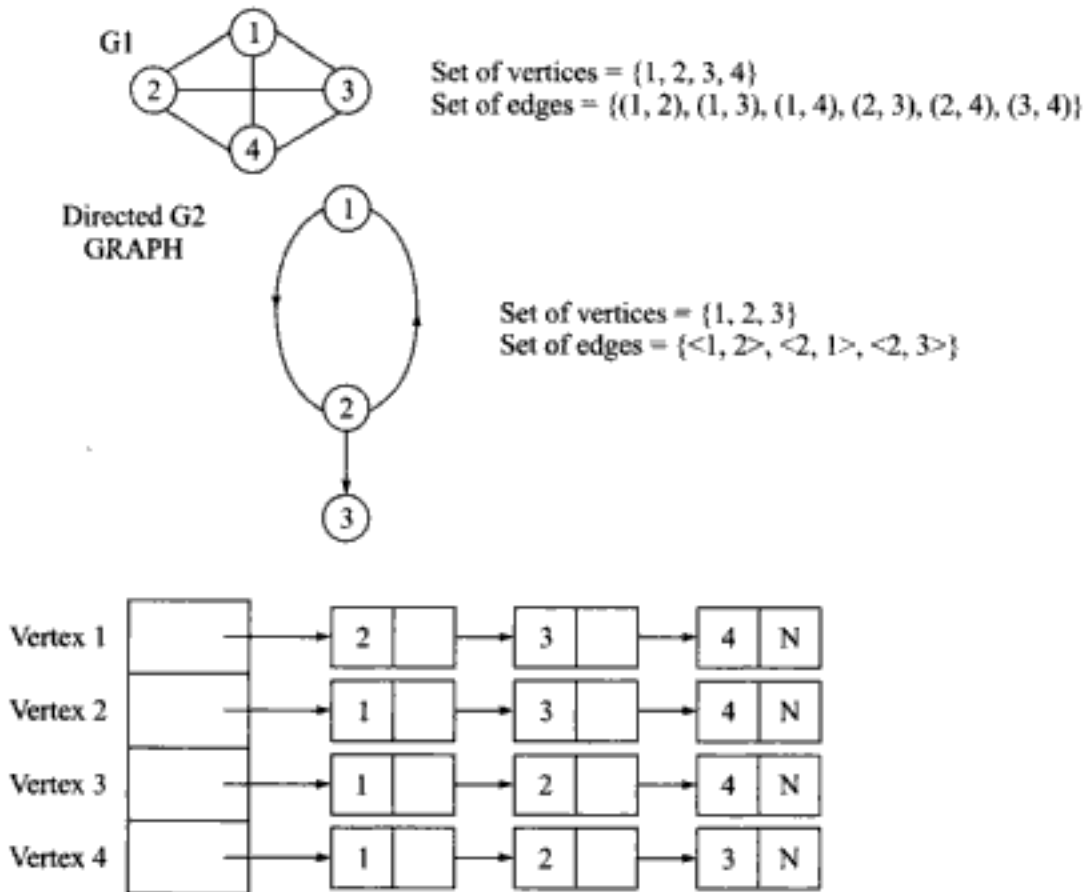 G1
1
2
3
4
Set of vertices = {1, 2, 3, 4}
Set of edges = {(1, 2), (1, 3), (1, 4), (2, 3), (2, 4), (3, 4)}
Directed G2
GRAPH
1
2
3
Set of vertices = {1, 2, 3}
Set of edges = {<1, 2>, <2, 1>, <2, 3>}
Vertex 1 2 3 4 N
Vertex 2 1 3 4 N
Vertex 3 1 2 4 N
Vertex 4 1 2 3 N